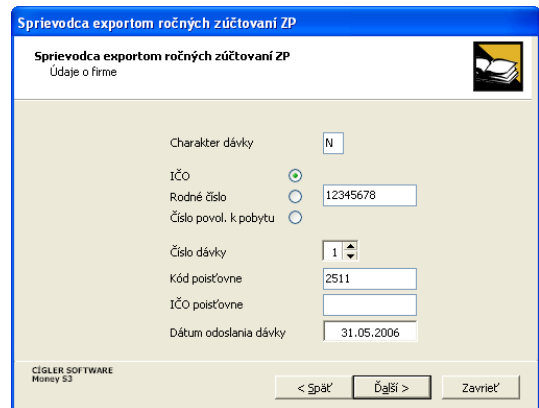 Sprievodca exportom ročných zúčtovaní ZP
Sprievodca exportom ročných zúčtovaní ZP
Údaje o firme
Charakter dávky N
IČO
Rodné číslo 12345678
Číslo povol. k pobytu
Číslo dávky 1
Kód poisťovne 2511
IČO poisťovne
Dátum odoslania dávky 31.05.2006
CÍGLER SOFTWARE
Money S3
< Späť Ďalší > Zavrieť